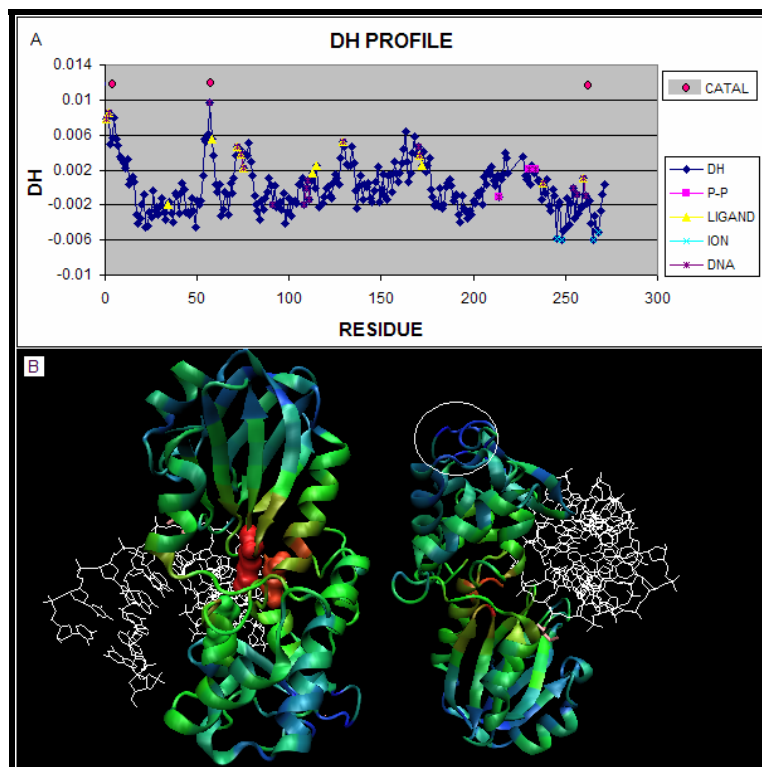 A
DH PROFILE
0.014
0.01
0.006
0.002
-0.002
-0.006
-0.01
DH
0 50 100 150 200 250 300
RESIDUE
CATAL
DH
P-P
LIGAND
ION
DNA
B